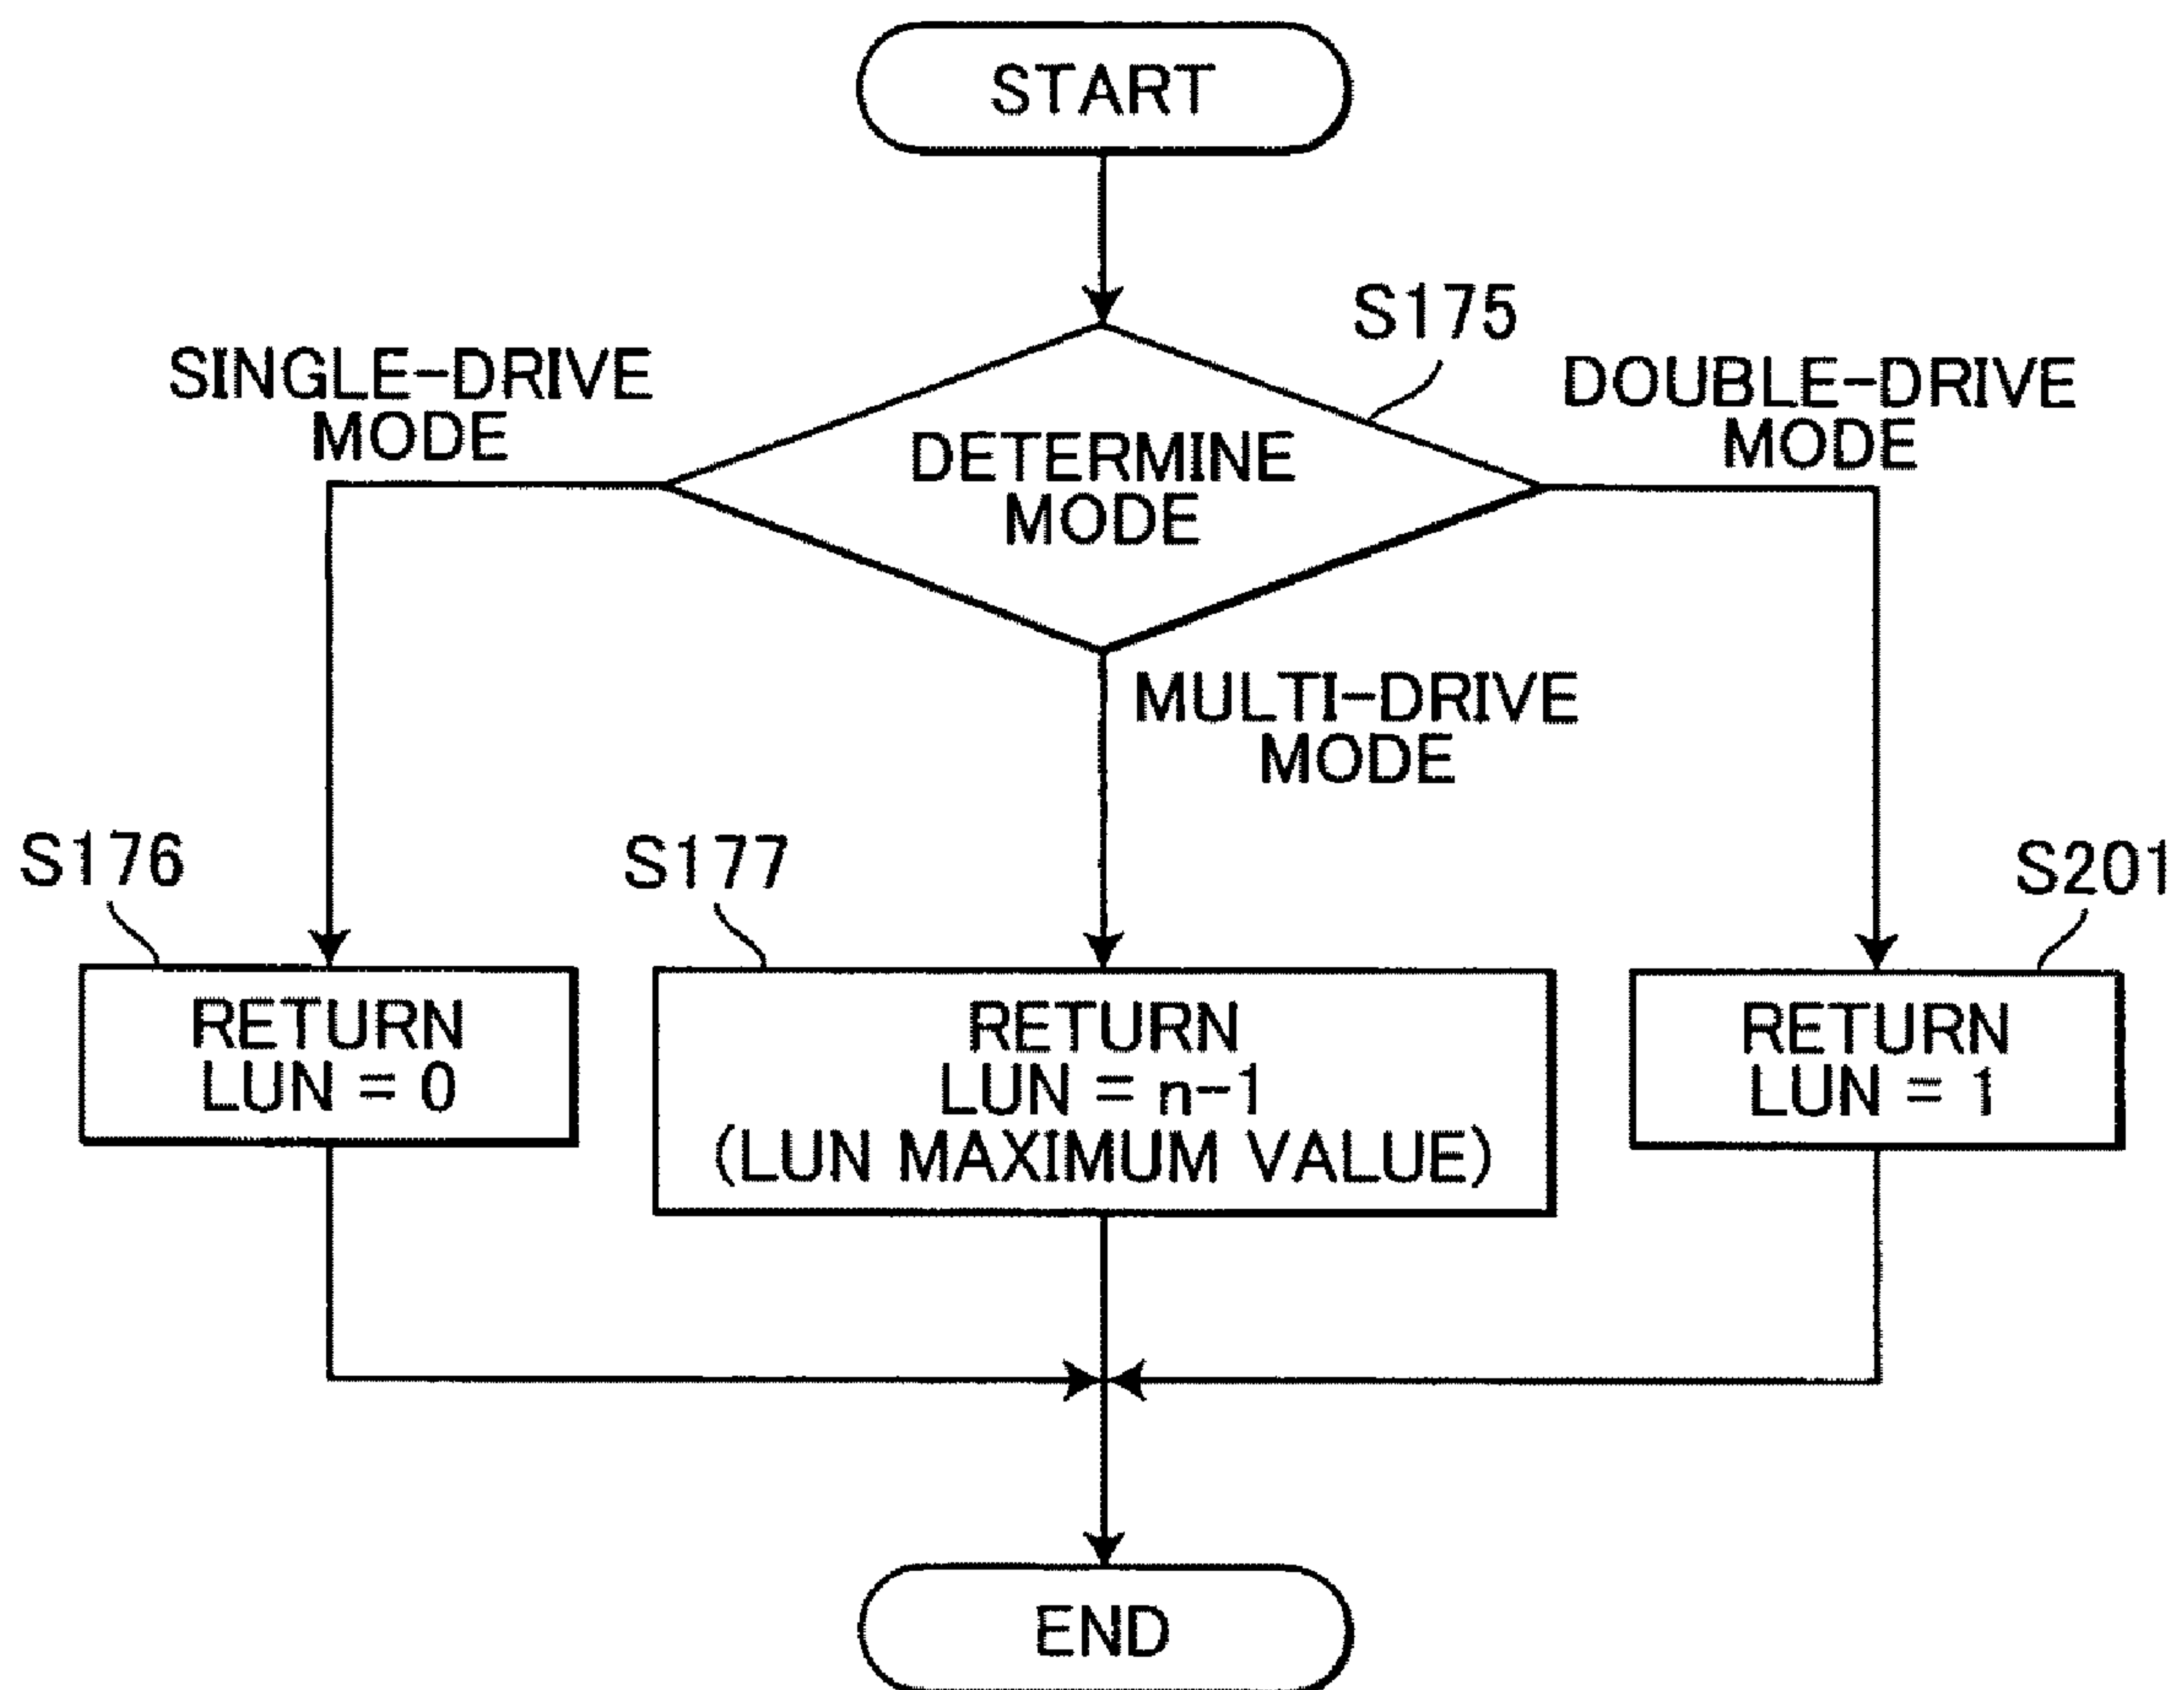 START
S175
SINGLE-DRIVE
MODE
DETERMINE
MODE
DOUBLE-DRIVE
MODE
MULTI-DRIVE
MODE
S176
RETURN
LUN = 0
S177
RETURN
LUN = n-1
(LUN MAXIMUM VALUE)
S201
RETURN
LUN = 1
END